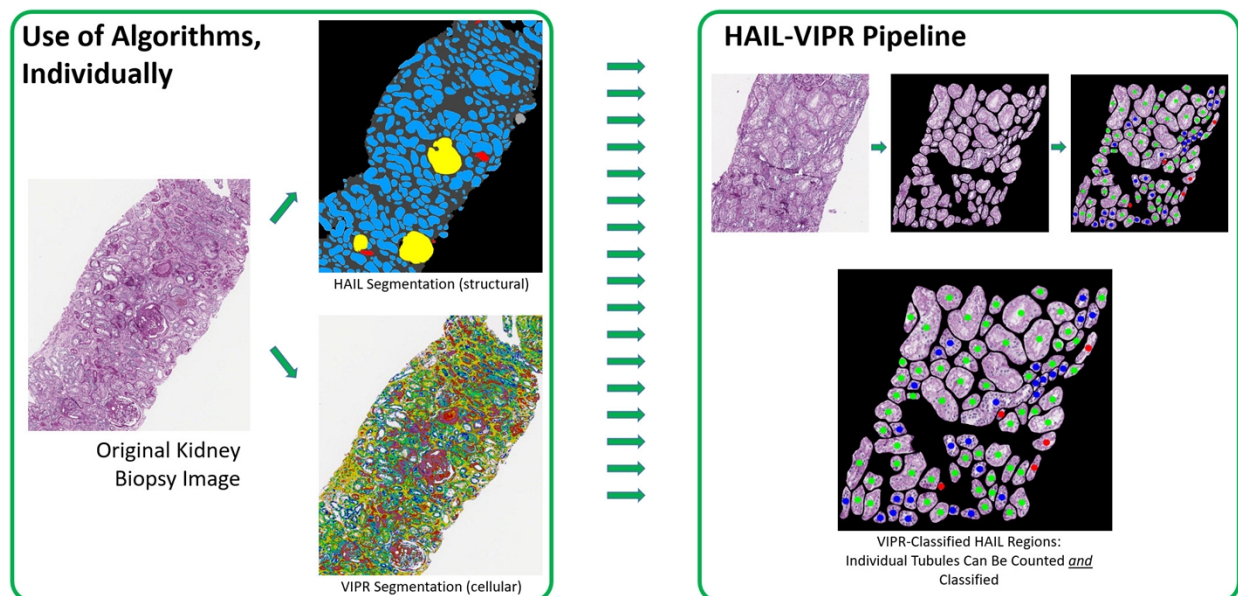 Use of Algorithms,
Individually
HAIL Segmentation (structural)
Original Kidney
Biopsy Image
VIPR Segmentation (cellular)
HAIL-VIPR Pipeline
VIPR-Classified HAIL Regions:
Individual Tubules Can Be Counted and
Classified